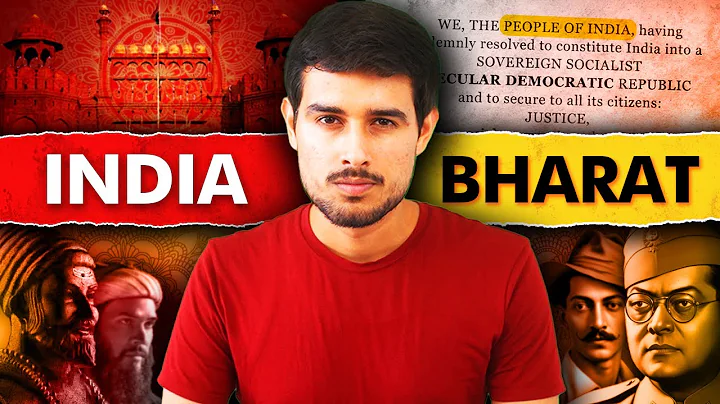 WE, THE PEOPLE OF INDIA, having
lemnly resolved to constitute India into a
SOVEREIGN SOCIALIST
ECULAR DEMOCRATIC REPUBLIC
and to secure to all its citizens:
JUSTICE,
INDIA
BHARAT